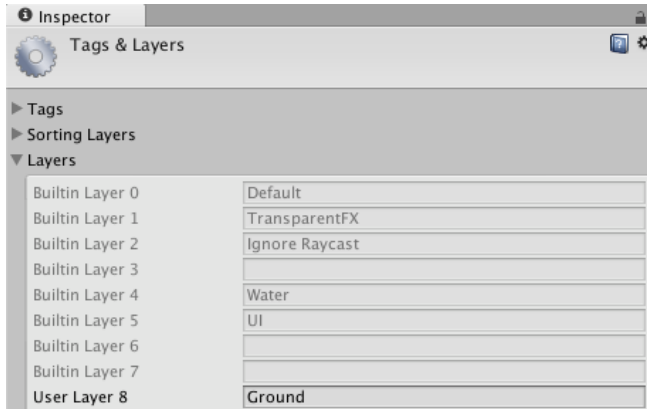 Inspector
Tags & Layers
Tags
Sorting Layers
Layers
Builtin Layer 0 Default
Builtin Layer 1 TransparentFX
Builtin Layer 2 Ignore Raycast
Builtin Layer 3
Builtin Layer 4 Water
Builtin Layer 5 UI
Builtin Layer 6
Builtin Layer 7
User Layer 8 Ground